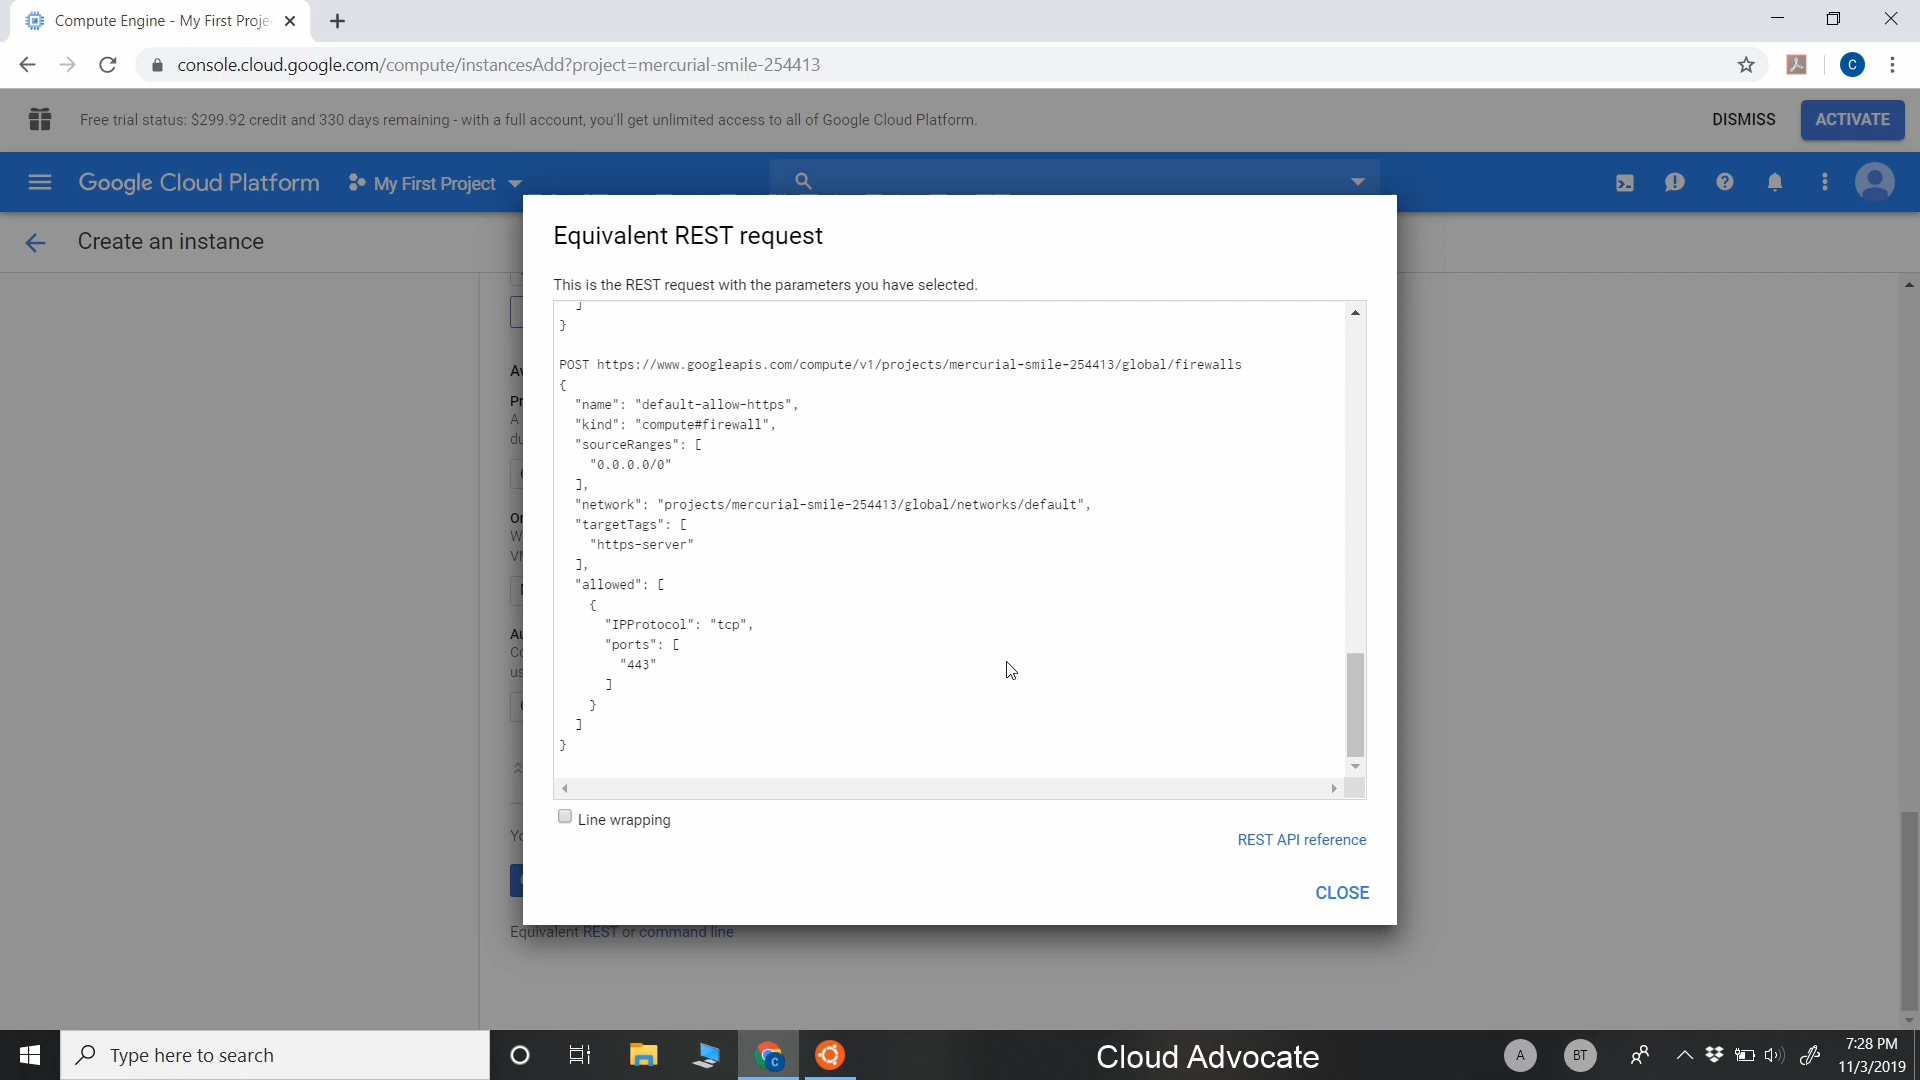 Compute Engine - My First Proje
console.cloud.google.com/compute/instancesAdd?project=mercurial-smile-254413
C
Free trial status: $299.92 credit and 330 days remaining - with a full account, you'll get unlimited access to all of Google Cloud Platform.
DISMISS
ACTIVATE
Google Cloud Platform
My First Project
Create an instance
Equivalent REST request
This is the REST request with the parameters you have selected.
]
}
POST https://www.googleapis.com/compute/v1/projects/mercurial-smile-254413/global/firewalls
{
"name": "default-allow-https",
"kind": "compute#firewall",
"sourceRanges": [
"0.0.0.0/0"
],
"network": "projects/mercurial-smile-254413/global/networks/default",
"targetTags": [
"https-server"
],
"allowed": [
{
"IPProtocol": "tcp",
"ports": [
"443"
]
}
]
}
Line wrapping
REST API reference
CLOSE
Equivalent REST or command line
Type here to search
Cloud Advocate
A
BT
7:28 PM
11/3/2019